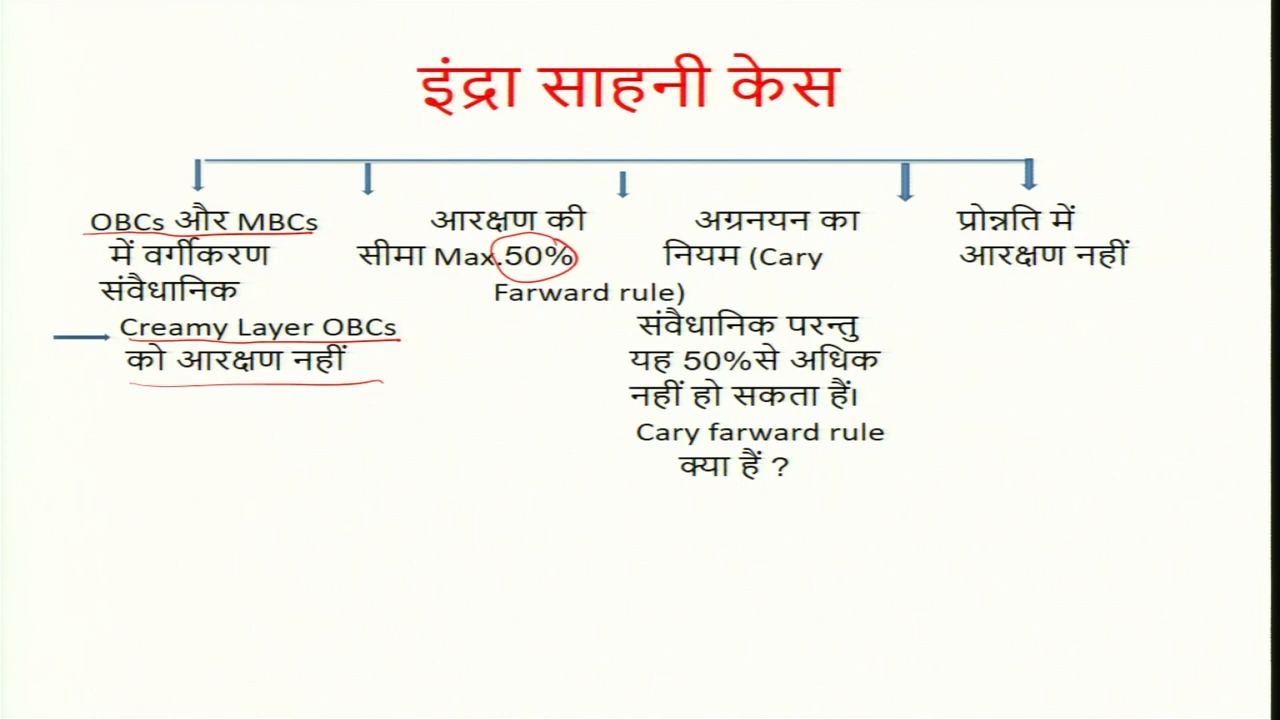 इंद्रा साहनी केस
OBCs और MBCs
में वर्गीकरण
संवैधानिक
Creamy Layer OBCs
को आरक्षण नहीं
आरक्षण की
सीमा Max.50%
अग्रनयन का
नियम (Cary
Farward rule)
संवैधानिक परन्तु
यह 50%से अधिक
नहीं हो सकता हैं।
Cary farward rule
क्या हैं ?
प्रोन्नति में
आरक्षण नहीं